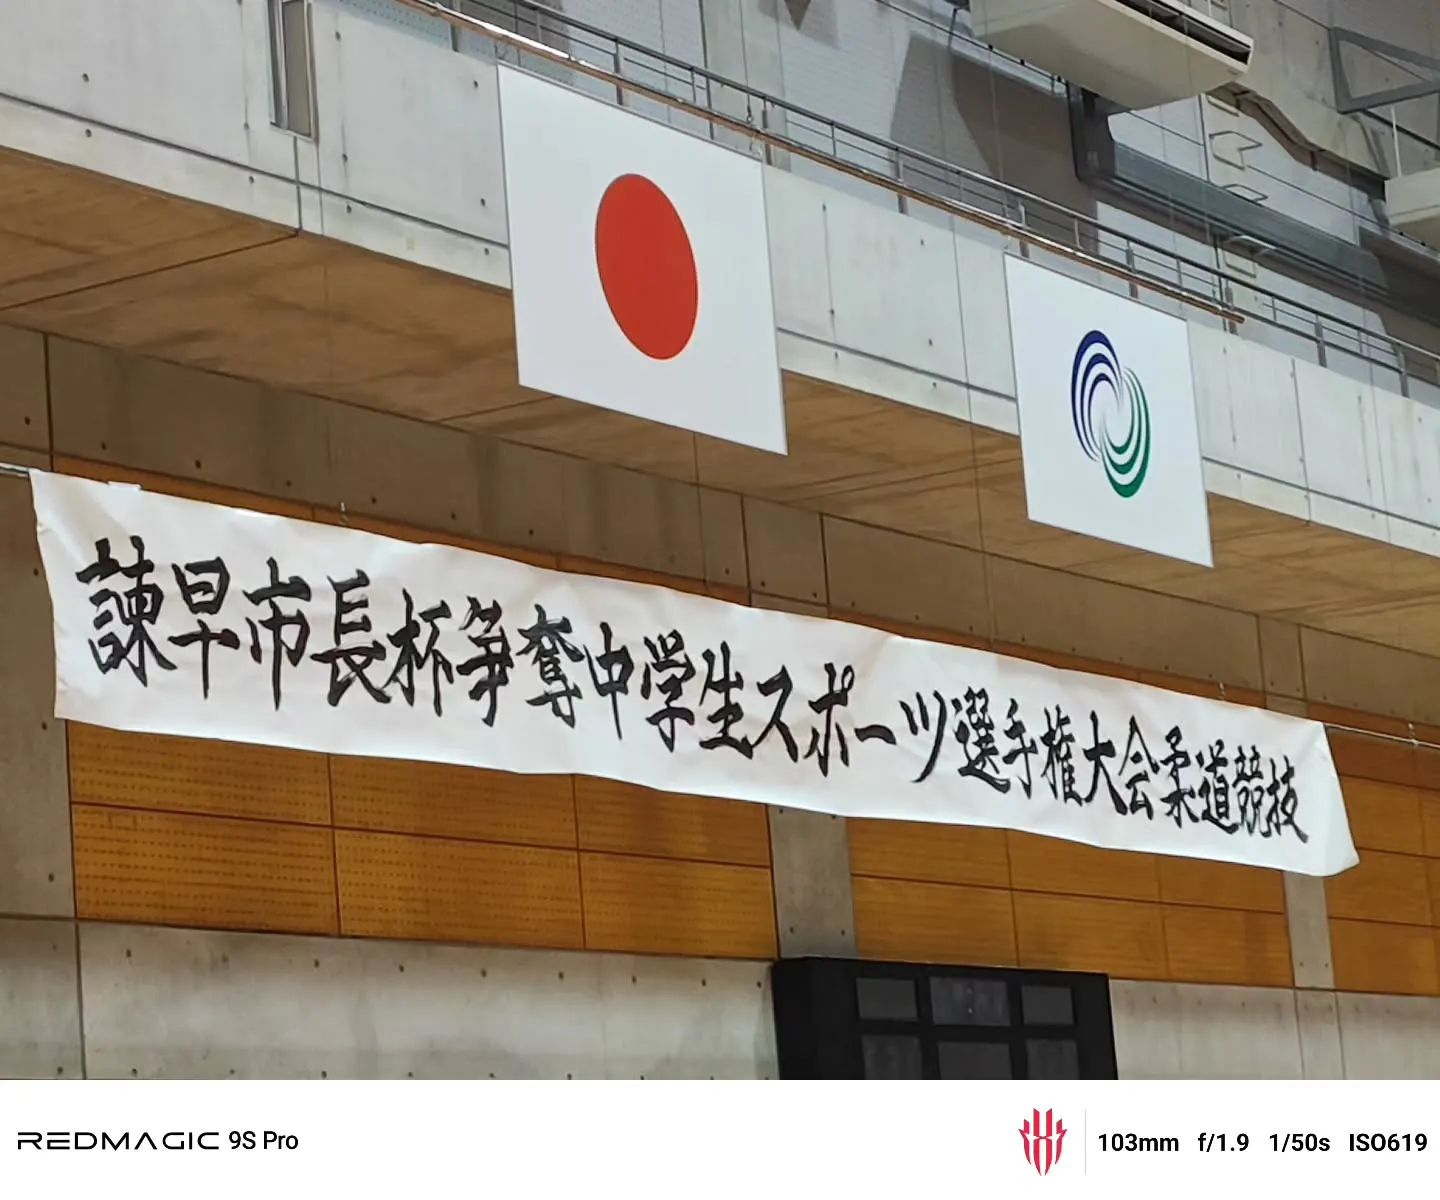 諫早市長杯争奪中学生スポーツ選手権大会柔道競技
REDMAGIC 9S Pro
103mm f/1.9 1/50s ISO619